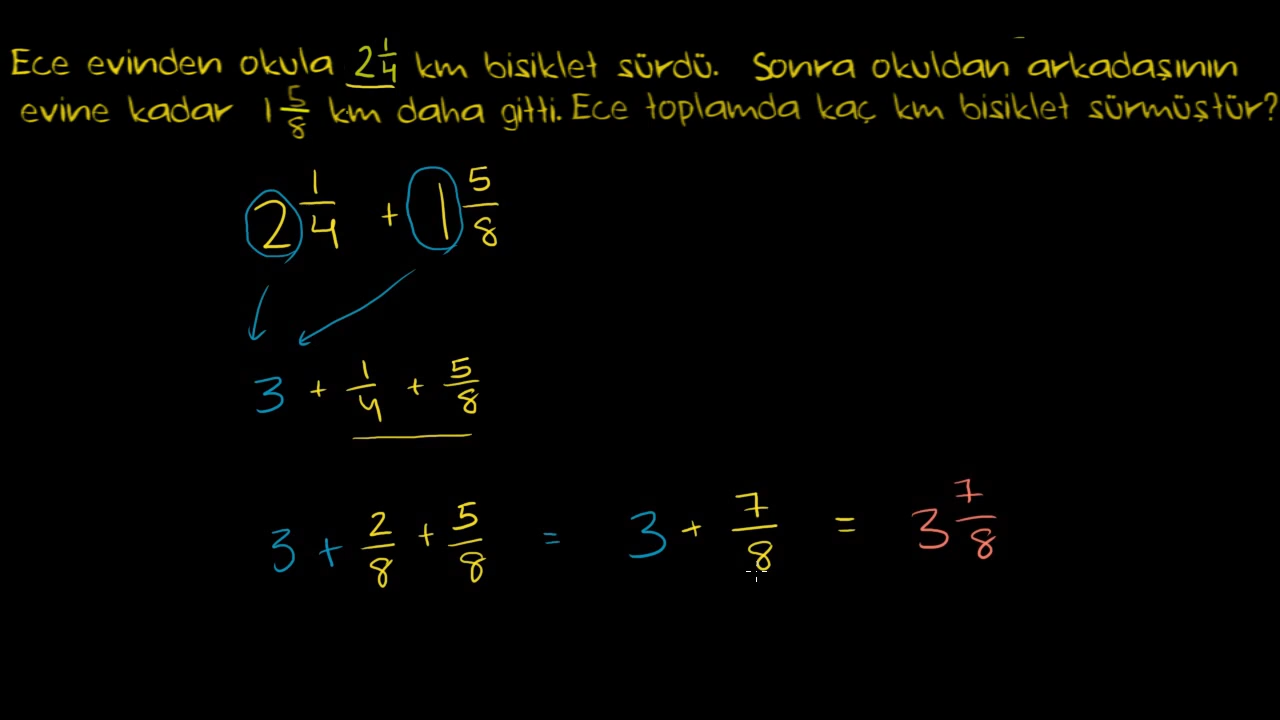 Ece evinden okula 2 1/4 km bisiklet sürdü. Sonra okuldan arkadaşının
evine kadar 1 5/8 km daha gitti. Ece toplamda kaç km bisiklet sürmüştür?
2 1/4 + 1 5/8
3 + 1/4 + 5/8
3 + 2/8 + 5/8 = 3 + 7/8 = 3 7/8